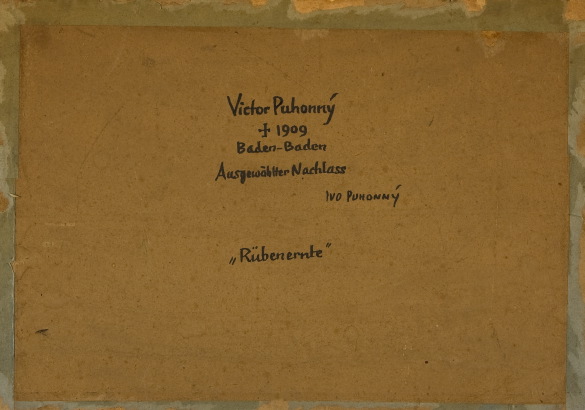 Victor Puhonný
✝ 1909
Baden-Baden
Ausgewählter Nachlass
IVO PUHONNÝ
„Rübenernte"